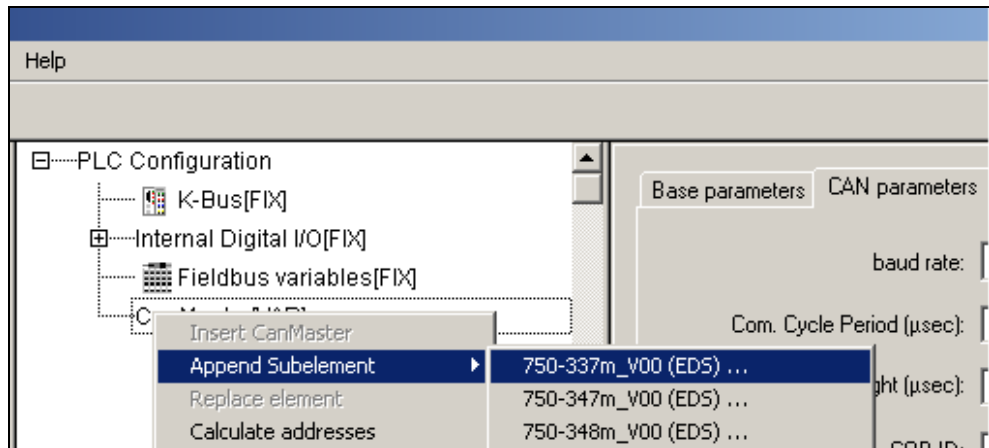 Help
PLC Configuration
K-Bus[FIX]
Internal Digital I/O[FIX]
Fieldbus variables[FIX]
Insert CanMaster
Append Subelement
Replace element
Calculate addresses
750-337m_V00 (EDS) ...
750-347m_V00 (EDS) ...
750-348m_V00 (EDS) ...
Base parameters
CAN parameters
baud rate:
Com. Cycle Period (µsec):
(µsec):